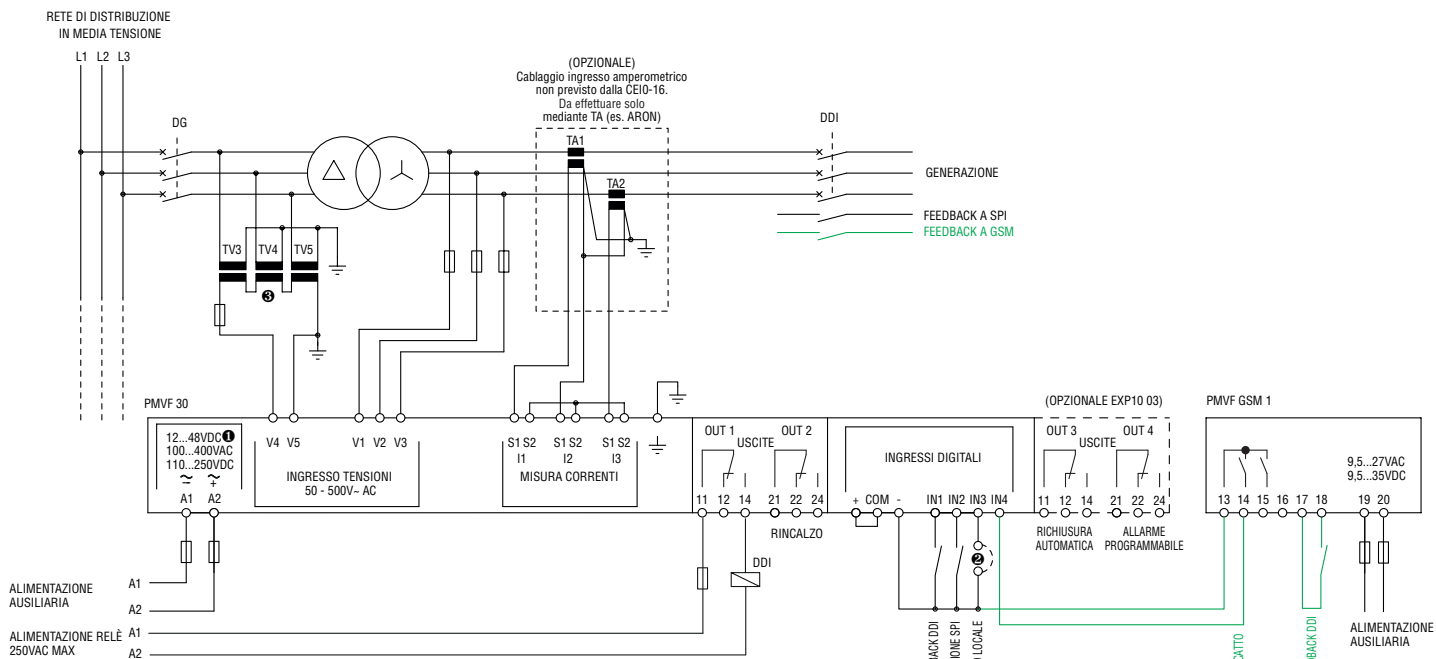 RETE DI DISTRIBUZIONE
IN MEDIA TENSIONE
L1 L2 L3
DG
(OPZIONALE)
Cablaggio ingresso amperometrico
non previsto dalla CEI0-16.
Da effettuare solo
mediante TA (es. ARON)
TA1
TA2
DDI
GENERAZIONE
FEEDBACK A SPI
FEEDBACK A GSM
TV3 TV4 TV5
❸
PMVF 30
12...48VDC❶
100...400VAC
110...250VDC
~ ~
− +
A1 A2
V4 V5 V1 V2 V3
INGRESSO TENSIONI
50 - 500V~ AC
S1 S2 S1 S2 S1 S2
I1 I2 I3
MISURA CORRENTI
OUT 1 OUT 2
USCITE
11 12 14 21 22 24
RINCALZO
INGRESSI DIGITALI
+ COM - IN1 IN2 IN3 IN4
❷
(OPZIONALE EXP10 03)
OUT 3 OUT 4
USCITE
11 12 14 21 22 24
RICHIUSURA
AUTOMATICA
ALLARME
PROGRAMMABILE
PMVF GSM 1
9,5...27VAC
9,5...35VDC
13 14 15 16 17 18 19 20
DDI
ALIMENTAZIONE
AUSILIARIA
A1
A2
ALIMENTAZIONE RELÈ
250VAC MAX
A1
A2
DDI
LOCALE
SPI
DDI
ALIMENTAZIONE
AUSILIARIA